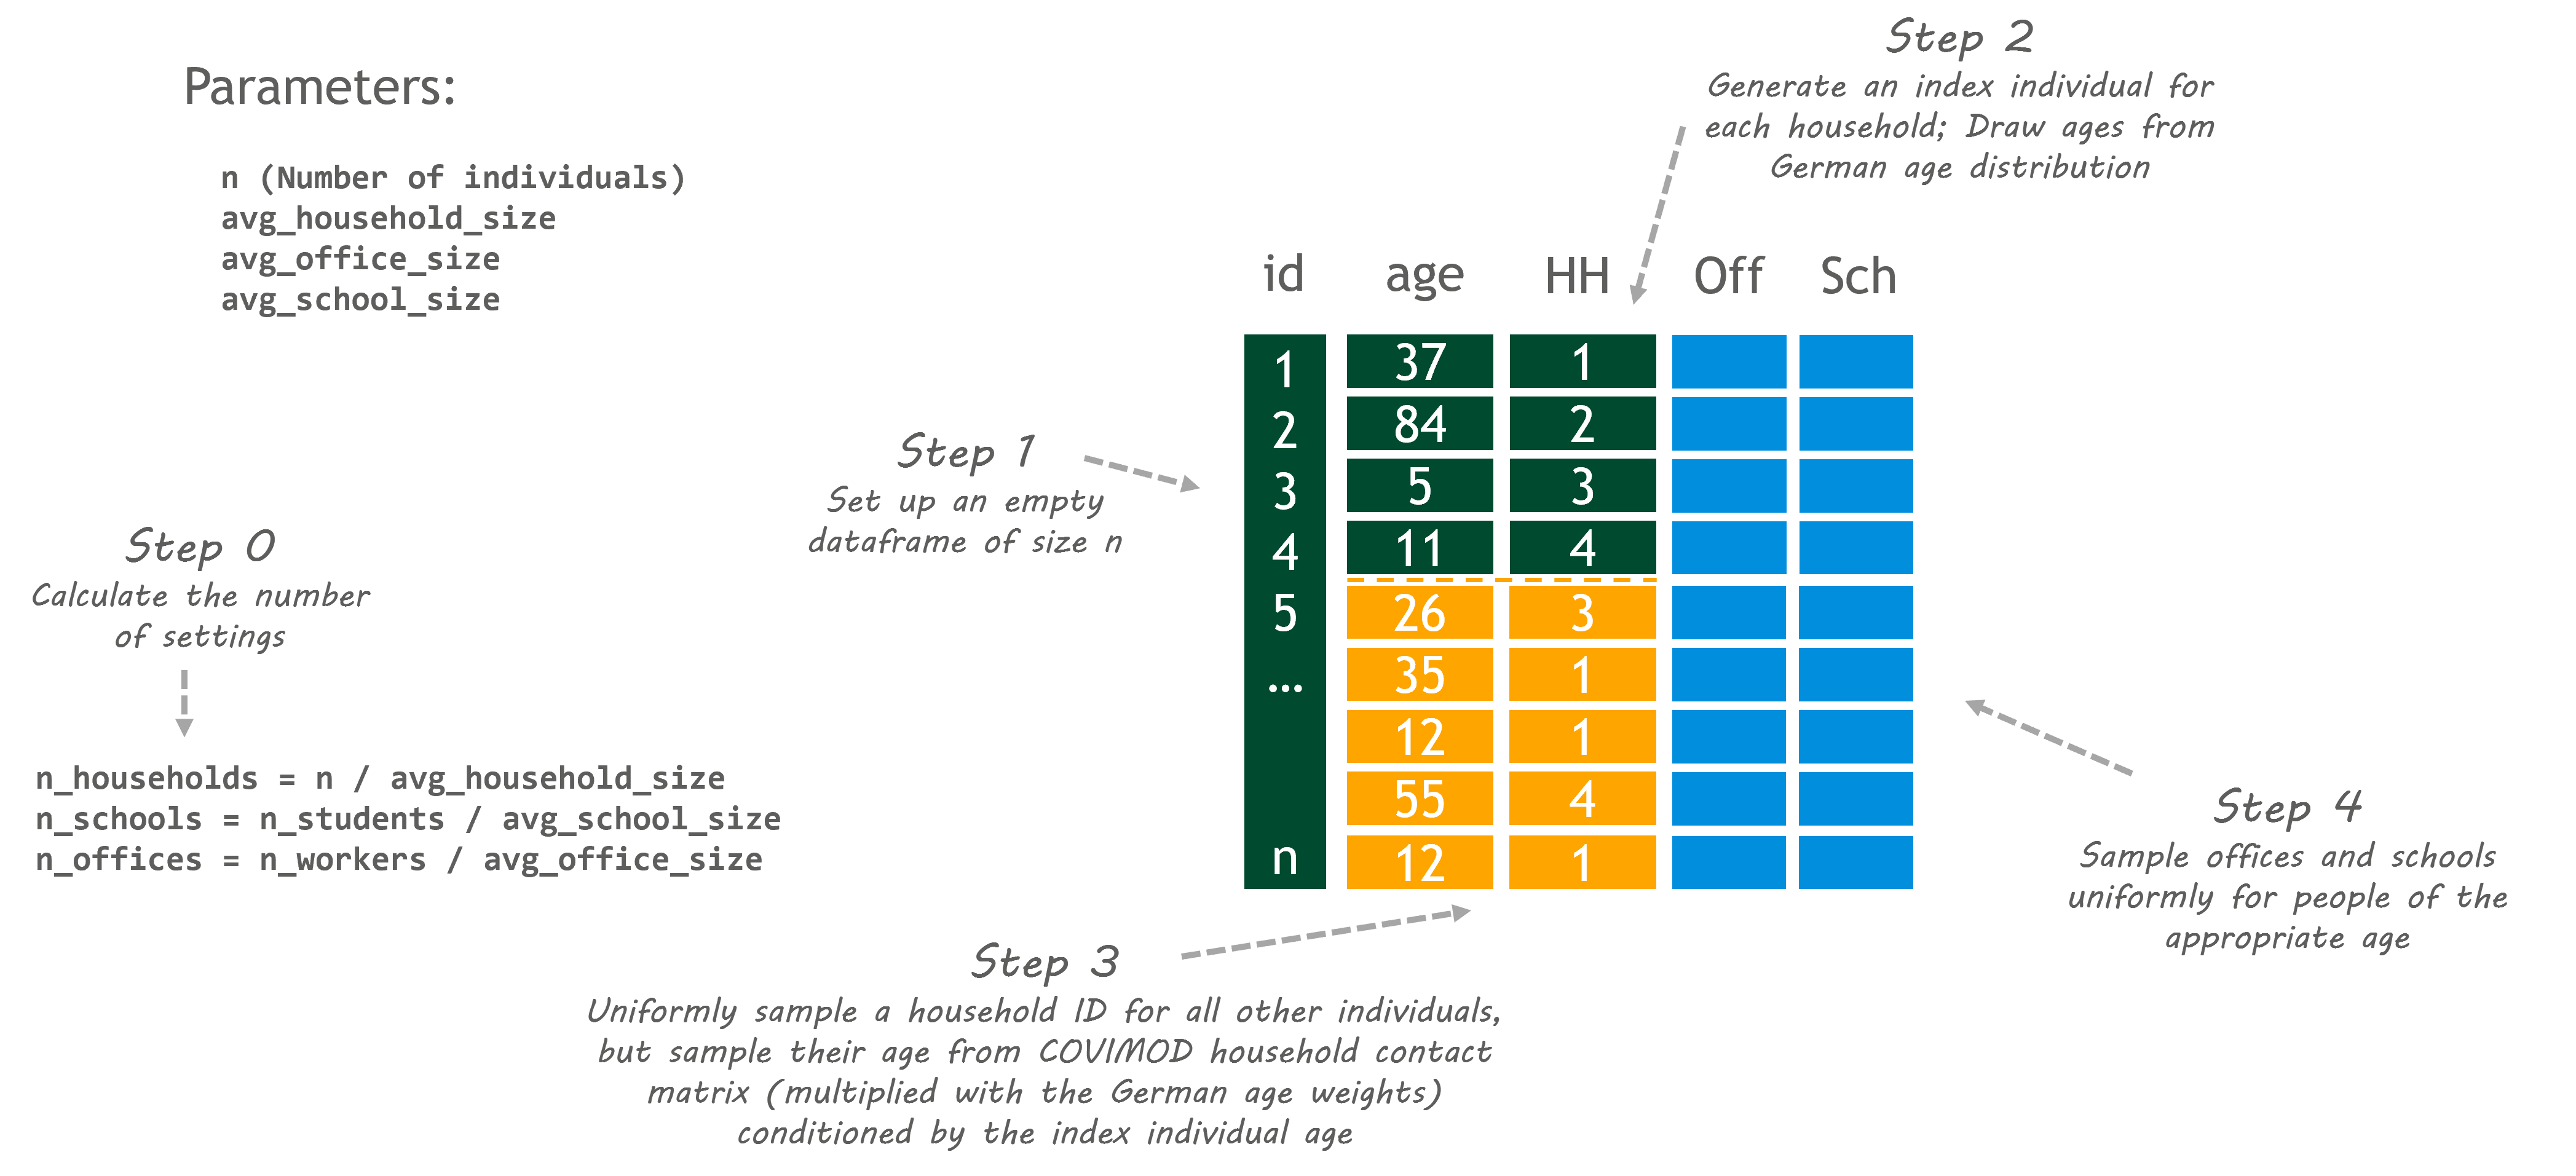 Parameters:
n (Number of individuals)
avg_household_size
avg_office_size
avg_school_size
Step 0
Calculate the number
of settings
n_households = n / avg_household_size
n_schools = n_students / avg_school_size
n_offices = n_workers / avg_office_size
Step 1
Set up an empty
dataframe of size n
Step 2
Generate an index individual for
each household; Draw ages from
German age distribution
id age HH Off Sch
1 37 1
2 84 2
3 5 3
4 11 4
5 26 3
... 35 1
12 1
55 4
n 12 1
Step 3
Uniformly sample a household ID for all other individuals,
but sample their age from COVIMOD household contact
matrix (multiplied with the German age weights)
conditioned by the index individual age
Step 4
Sample offices and schools
uniformly for people of the
appropriate age